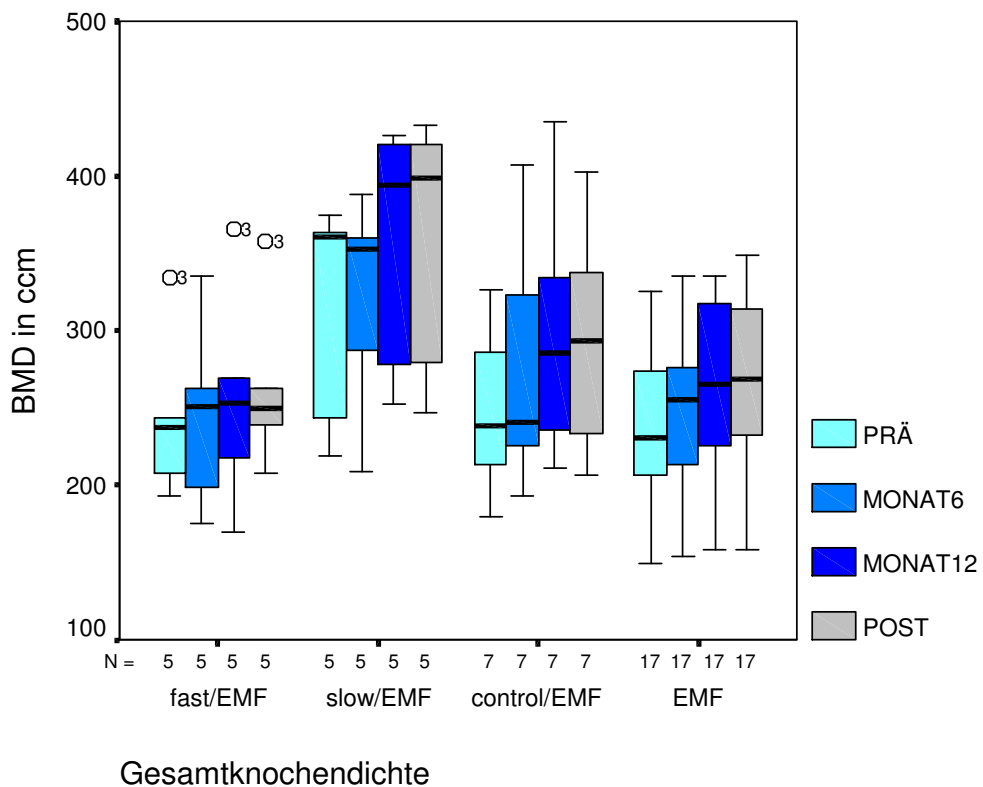 500
400
300
200
100
BMD in ccm
3
3
3
PRÄ
MONAT6
MONAT12
POST
N = 5 5 5 5 5 5 5 5 7 7 7 7 17 17 17 17
fast/EMF slow/EMF control/EMF EMF
Gesamtknochendichte